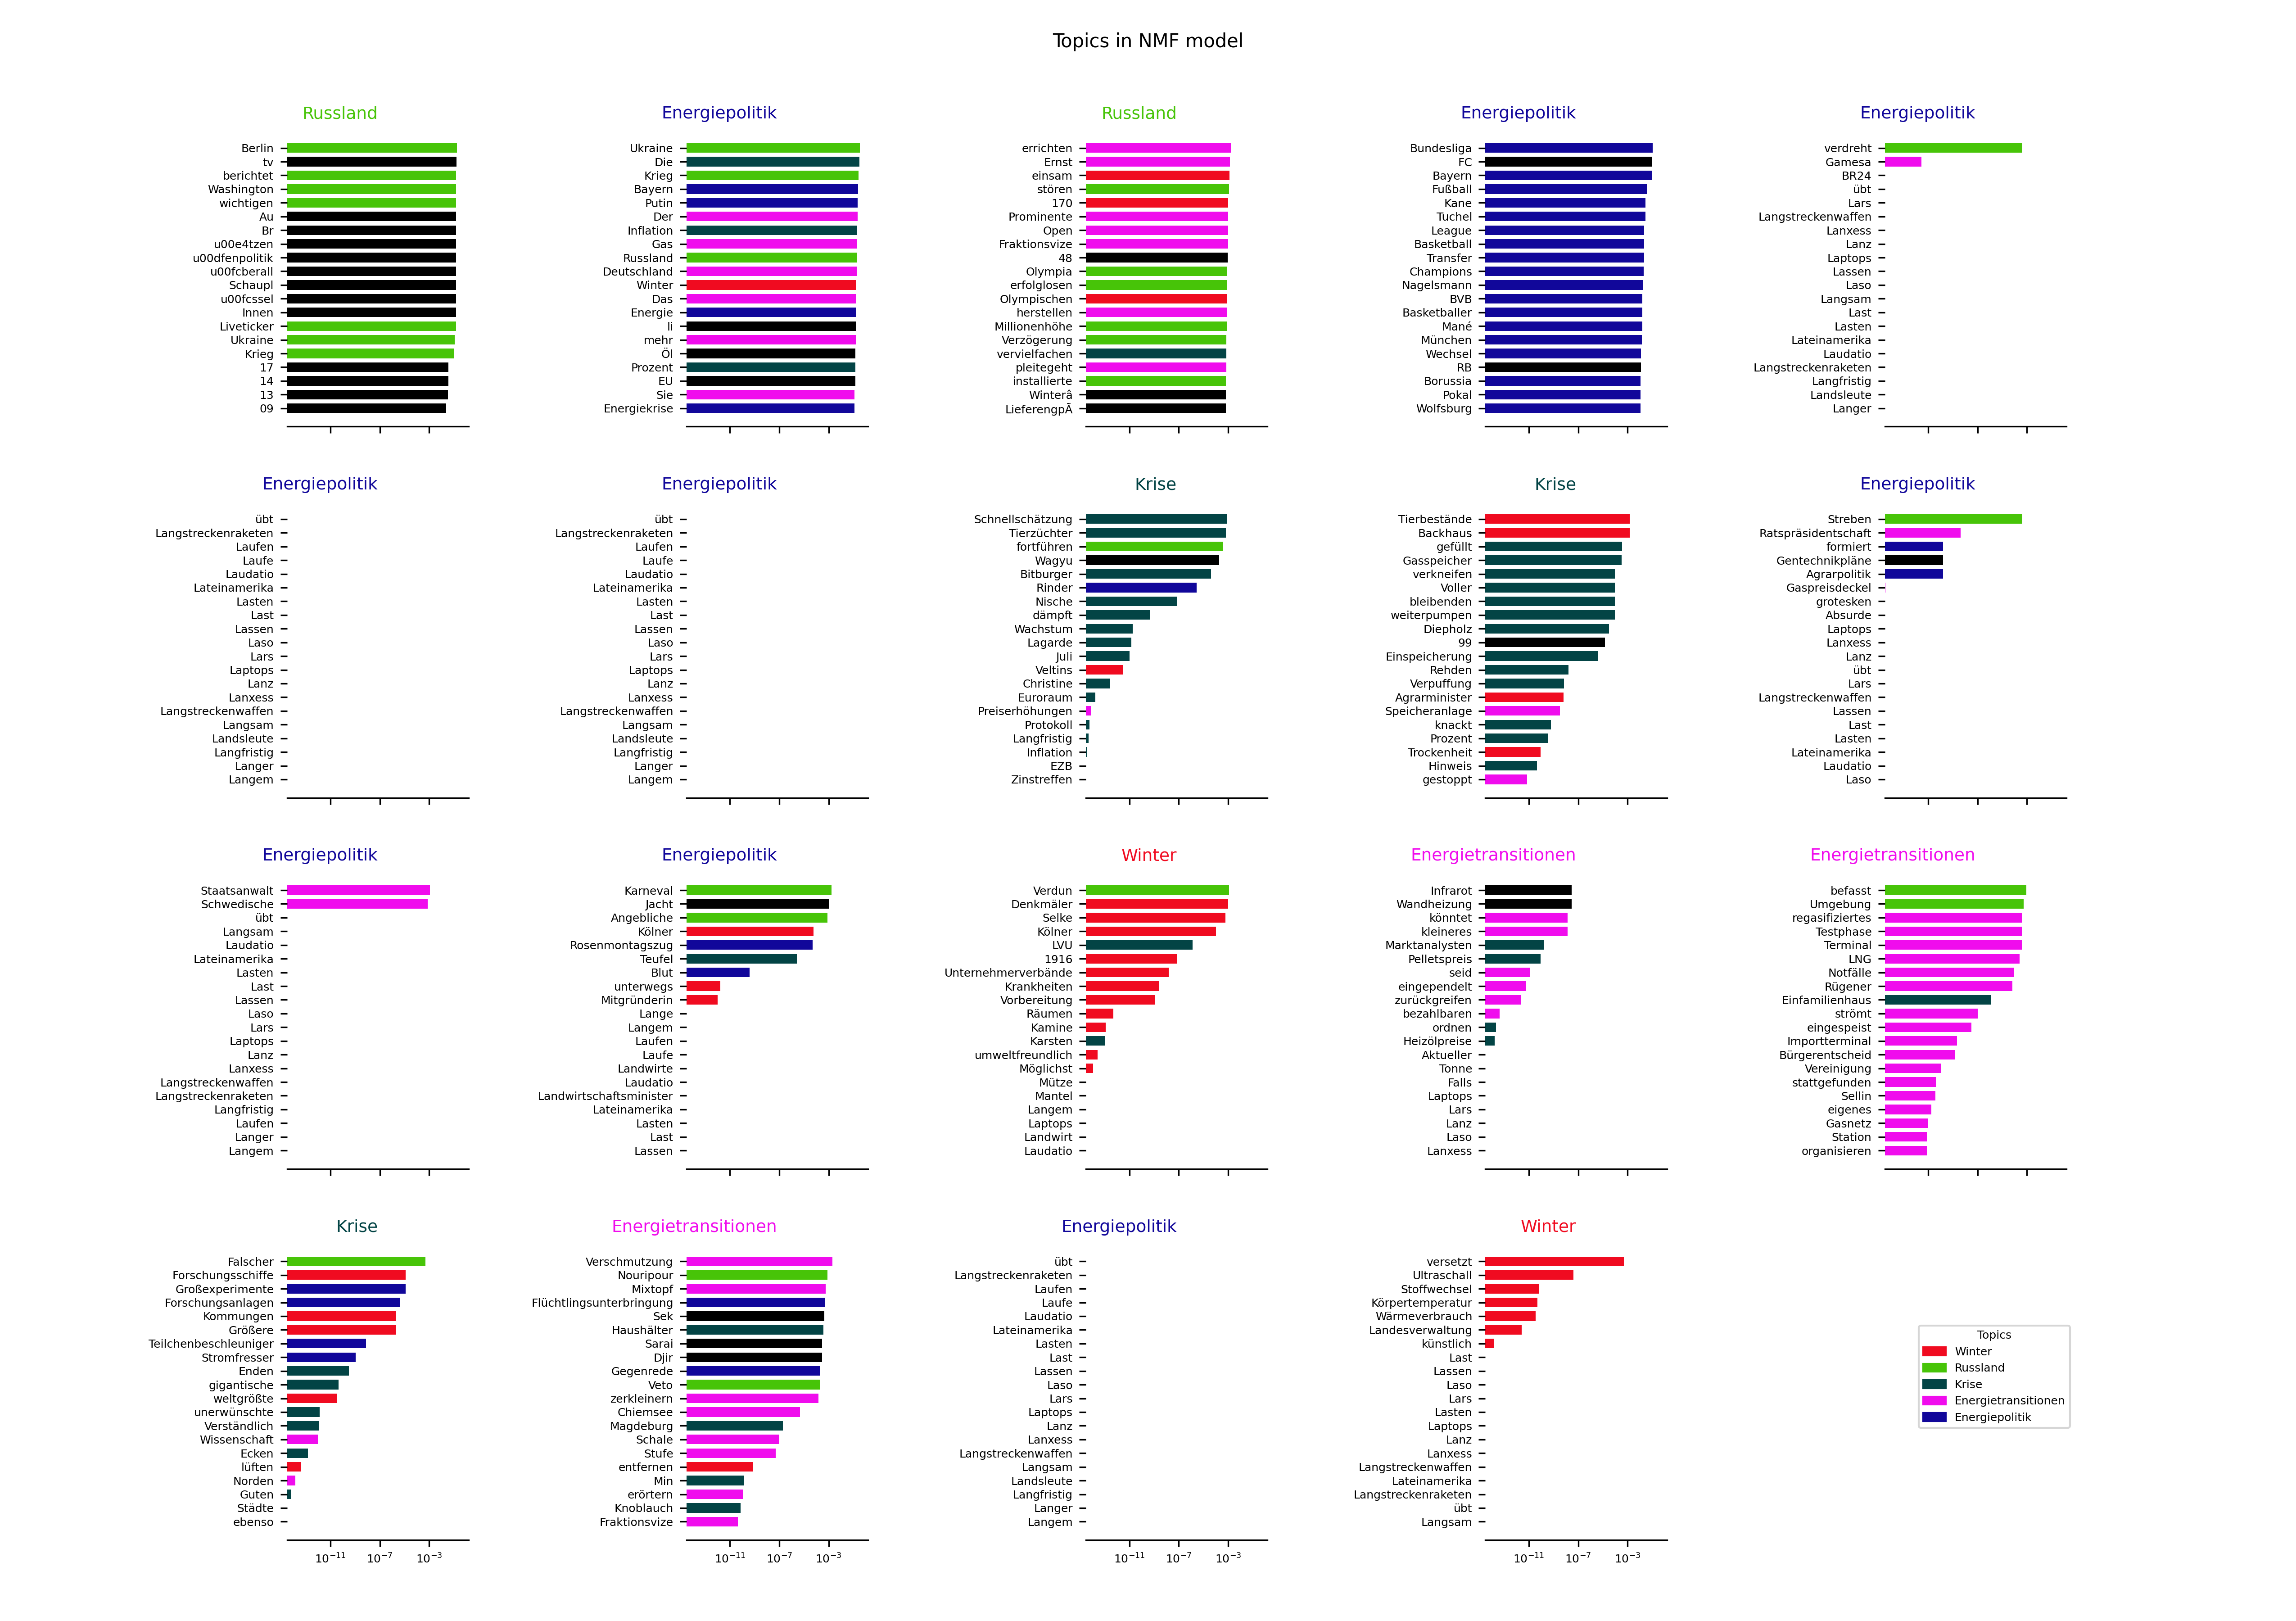 Topics in NMF model
Russland
Berlin
tv
berichtet
Washington
wichtigen
Au
Br
u00e4tzen
u00dfenpolitik
u00fcberall
Schaupl
u00fcssel
Innen
Liveticker
Ukraine
Krieg
17
14
13
09
Energiepolitik
Ukraine
Die
Krieg
Bayern
Putin
Der
Inflation
Gas
Russland
Deutschland
Winter
Das
Energie
li
mehr
Öl
Prozent
EU
Sie
Energiekrise
Russland
errichten
Ernst
einsam
stören
170
Prominente
Open
Fraktionsvize
48
Olympia
erfolglosen
Olympischen
herstellen
Millionenhöhe
Verzögerung
vervielfachen
pleitegeht
installierte
Winterâ
LieferengpÃ
Energiepolitik
Bundesliga
FC
Bayern
Fußball
Kane
Tuchel
League
Basketball
Transfer
Champions
Nagelsmann
BVB
Basketballer
Mané
München
Wechsel
RB
Borussia
Pokal
Wolfsburg
Energiepolitik
verdreht
Gamesa
BR24
übt
Lars
Langstreckenwaffen
Lanxess
Lanz
Laptops
Lassen
Laso
Langsam
Last
Lasten
Lateinamerika
Laudatio
Langstreckenraketen
Langfristig
Landsleute
Langer
Energiepolitik
übt
Langstreckenraketen
Laufen
Laufe
Laudatio
Lateinamerika
Lasten
Last
Lassen
Laso
Lars
Laptops
Lanz
Lanxess
Langstreckenwaffen
Langsam
Landsleute
Langfristig
Langer
Langem
Energiepolitik
übt
Langstreckenraketen
Laufen
Laufe
Laudatio
Lateinamerika
Lasten
Last
Lassen
Laso
Lars
Laptops
Lanz
Lanxess
Langstreckenwaffen
Langsam
Landsleute
Langfristig
Langer
Langem
Krise
Schnellschätzung
Tierzüchter
fortführen
Wagyu
Bitburger
Rinder
Nische
dämpft
Wachstum
Lagarde
Juli
Veltins
Christine
Euroraum
Preiserhöhungen
Protokoll
Langfristig
Inflation
EZB
Zinstreffen
Krise
Tierbestände
Backhaus
gefüllt
Gasspeicher
verkneifen
Voller
bleibenden
weiterpumpen
Diepholz
99
Einspeicherung
Rehden
Verpuffung
Agrarminister
Speicheranlage
knackt
Prozent
Trockenheit
Hinweis
gestoppt
Energiepolitik
Streben
Ratspräsidentschaft
formiert
Gentechnikpläne
Agrarpolitik
Gaspreisdeckel
grotesken
Absurde
Laptops
Lanxess
Lanz
übt
Lars
Langstreckenwaffen
Lassen
Last
Lasten
Lateinamerika
Laudatio
Laso
Energiepolitik
Staatsanwalt
Schwedische
übt
Langsam
Laudatio
Lateinamerika
Lasten
Last
Lassen
Laso
Lars
Laptops
Lanz
Lanxess
Langstreckenwaffen
Langstreckenraketen
Langfristig
Laufen
Langer
Langem
Energiepolitik
Karneval
Jacht
Angebliche
Kölner
Rosenmontagszug
Teufel
Blut
unterwegs
Mitgründerin
Lange
Langem
Laufen
Laufe
Landwirte
Laudatio
Landwirtschaftsminister
Lateinamerika
Lasten
Last
Lassen
Winter
Verdun
Denkmäler
Selke
Kölner
LVU
1916
Unternehmerverbände
Krankheiten
Vorbereitung
Räumen
Kamine
Karsten
umweltfreundlich
Möglichst
Mütze
Mantel
Langem
Laptops
Landwirt
Laudatio
Energietransitionen
Infrarot
Wandheizung
könntet
kleineres
Marktanalysten
Pelletspreis
seid
eingependelt
zurückgreifen
bezahlbaren
ordnen
Heizölpreise
Aktueller
Tonne
Falls
Laptops
Lars
Lanz
Laso
Lanxess
Energietransitionen
befasst
Umgebung
regasifiziertes
Testphase
Terminal
LNG
Notfälle
Rügener
Einfamilienhaus
strömt
eingespeist
Importterminal
Bürgerentscheid
Vereinigung
stattgefunden
Sellin
eigenes
Gasnetz
Station
organisieren
Krise
Falscher
Forschungsschiffe
Großexperimente
Forschungsanlagen
Kommungen
Größere
Teilchenbeschleuniger
Stromfresser
Enden
gigantische
weltgrößte
unerwünschte
Verständlich
Wissenschaft
Ecken
lüften
Norden
Guten
Städte
ebenso
10⁻¹¹ 10⁻⁷ 10⁻³
Energietransitionen
Verschmutzung
Nouripour
Mixtopf
Flüchtlingsunterbringung
Sek
Haushälter
Sarai
Djir
Gegenrede
Veto
zerkleinern
Chiemsee
Magdeburg
Schale
Stufe
entfernen
Min
erörtern
Knoblauch
Fraktionsvize
10⁻¹¹ 10⁻⁷ 10⁻³
Energiepolitik
übt
Langstreckenraketen
Laufen
Laufe
Laudatio
Lateinamerika
Lasten
Last
Lassen
Laso
Lars
Laptops
Lanz
Lanxess
Langstreckenwaffen
Langsam
Landsleute
Langfristig
Langer
Langem
10⁻¹¹ 10⁻⁷ 10⁻³
Winter
versetzt
Ultraschall
Stoffwechsel
Körpertemperatur
Wärmeverbrauch
Landesverwaltung
künstlich
Last
Lassen
Laso
Lars
Lasten
Laptops
Lanz
Lanxess
Langstreckenwaffen
Lateinamerika
Langstreckenraketen
übt
Langsam
10⁻¹¹ 10⁻⁷ 10⁻³
Topics
Winter
Russland
Krise
Energietransitionen
Energiepolitik